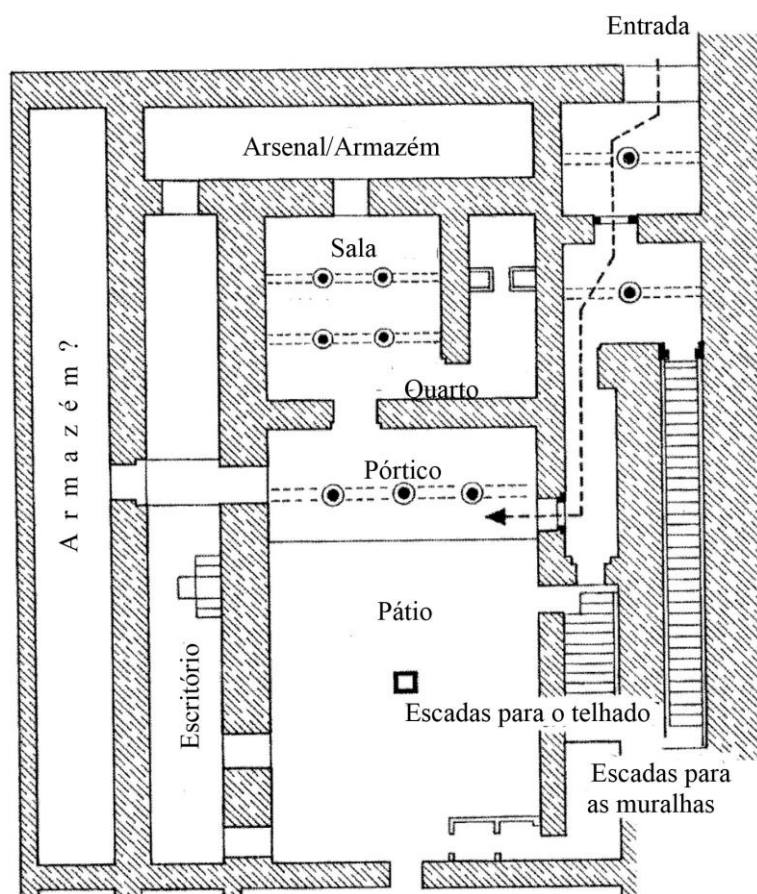 Entrada
Arsenal/Armazém
Sala
Armazém?
Quarto
Pórtico
Pátio
Escritório
Escadas para o telhado
Escadas para
as muralhas